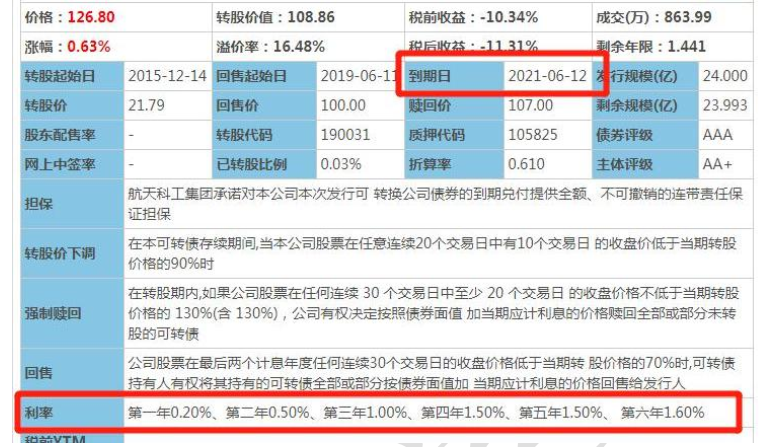 价格：126.80 转股价值：108.86 税前收益：-10.34% 成交(万)：863.99
涨幅：0.63% 溢价率：16.48% 税后收益：-11.31% 剩余年限：1.441
转股起始日 2015-12-14 回售起始日 2019-06-11 到期日 2021-06-12 发行规模(亿) 24.000
转股价 21.79 回售价 100.00 赎回价 107.00 剩余规模(亿) 23.993
股东配售率 - 转股代码 190031 质押代码 105825 债券评级 AAA
网上中签率 - 已转股比例 0.03% 折算率 0.610 主体评级 AA+
担保 航天科工集团承诺对本公司本次发行可 转换公司债券的到期兑付提供全额、不可撤销的连带责任保
证担保
转股价下调 在本可转债存续期间,当本公司股票在任意连续20个交易日中有10个交易日 的收盘价低于当期转股
价格的90%时
强制赎回 在转股期内,如果公司股票在任何连续 30 个交易日中至少 20 个交易日 的收盘价格不低于当期转股
价格的 130%(含 130%)，公司有权决定按照债券面值 加当期应计利息的价格赎回全部或部分未转
股的可转债
回售 公司股票在最后两个计息年度任何连续30个交易日的收盘价格低于当期转 股价格的70%时,可转债
持有人有权将其持有的可转债全部或部分按债券面值加 当期应计利息的价格回售给发行人
利率 第一年0.20%、第二年0.50%、第三年1.00%、第四年1.50%、第五年1.50%、 第六年1.60%
税前YTM